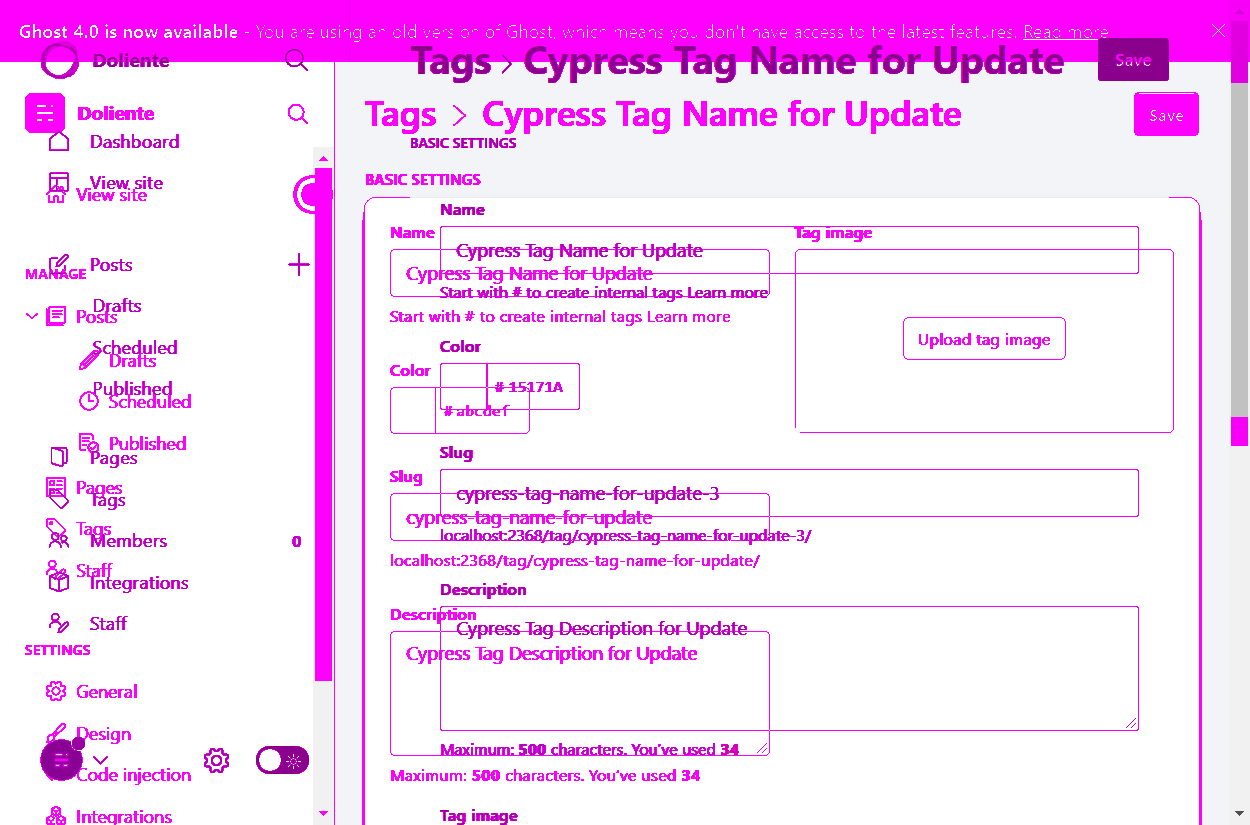 Ghost 4.0 is now available - You are using an old version of Ghost, which means you don't have access to the latest features. Read more
Doliente
Tags > Cypress Tag Name for Update
Save
Doliente
Tags > Cypress Tag Name for Update
Save
Dashboard
BASIC SETTINGS
View site
View site
BASIC SETTINGS
Name
Name
Tag image
Cypress Tag Name for Update
Cypress Tag Name for Update
Posts
MANAGE
Start with # to create internal tags Learn more
Start with # to create internal tags Learn more
Drafts
Posts
Upload tag image
Scheduled
Drafts
Color
Color
Published
Scheduled
# 15171A
# abcdef
Published
Pages
Slug
Slug
Pages
Tags
cypress-tag-name-for-update-3
cypress-tag-name-for-update
Tags
Members
0
localhost:2368/tag/cypress-tag-name-for-update-3/
localhost:2368/tag/cypress-tag-name-for-update/
Staff
Integrations
Description
Description
Staff
Cypress Tag Description for Update
Cypress Tag Description for Update
SETTINGS
General
Design
Maximum: 500 characters. You've used 34
Maximum: 500 characters. You've used 34
Code injection
Integrations
Tag image